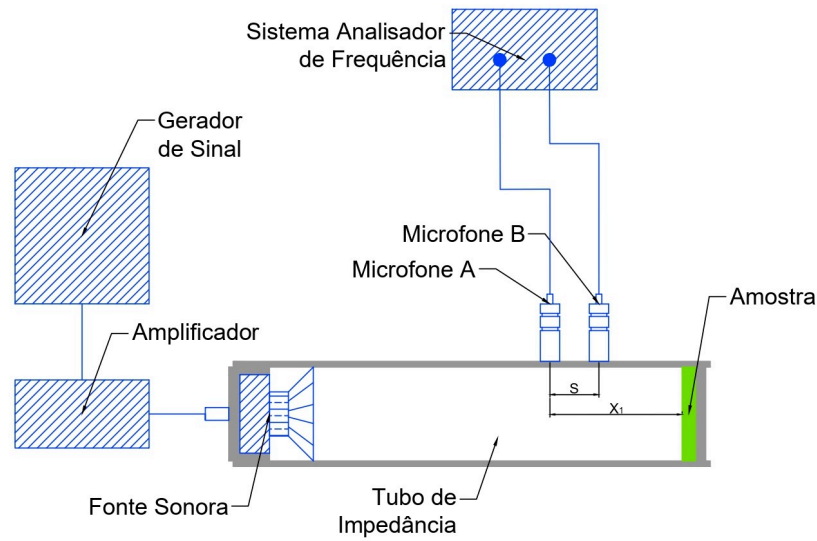 Sistema Analisador
de Frequência
Gerador
de Sinal
Microfone B
Microfone A
Amostra
Amplificador
S
X₁
Fonte Sonora
Tubo de
Impedância